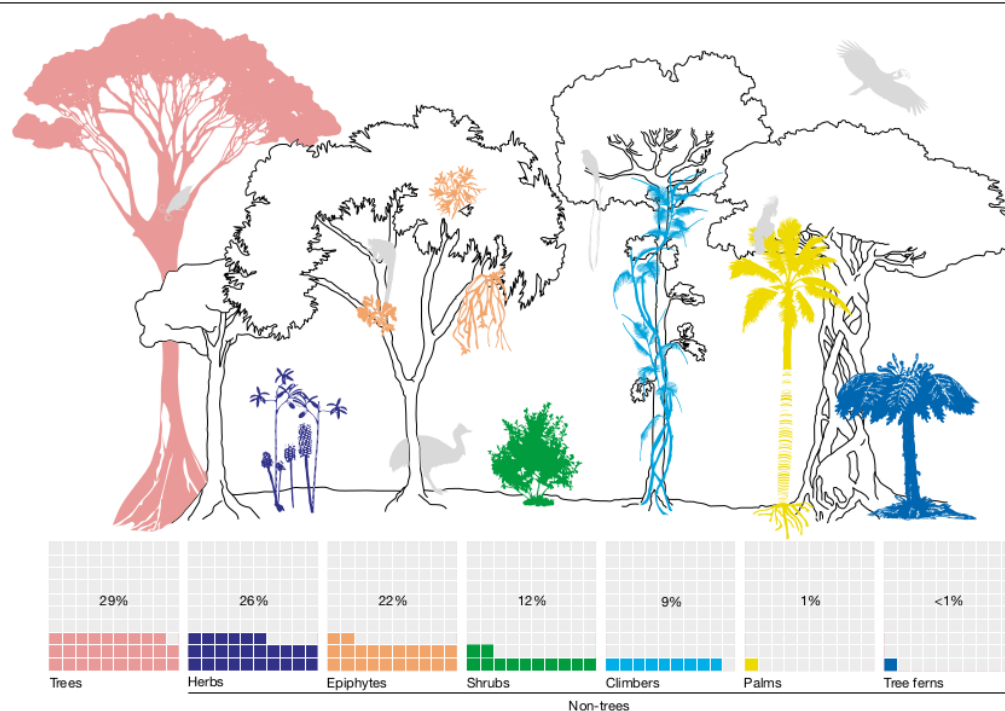 29% 26% 22% 12% 9% 1% <1%
Trees Herbs Epiphytes Shrubs Climbers Palms Tree ferns
Non-trees